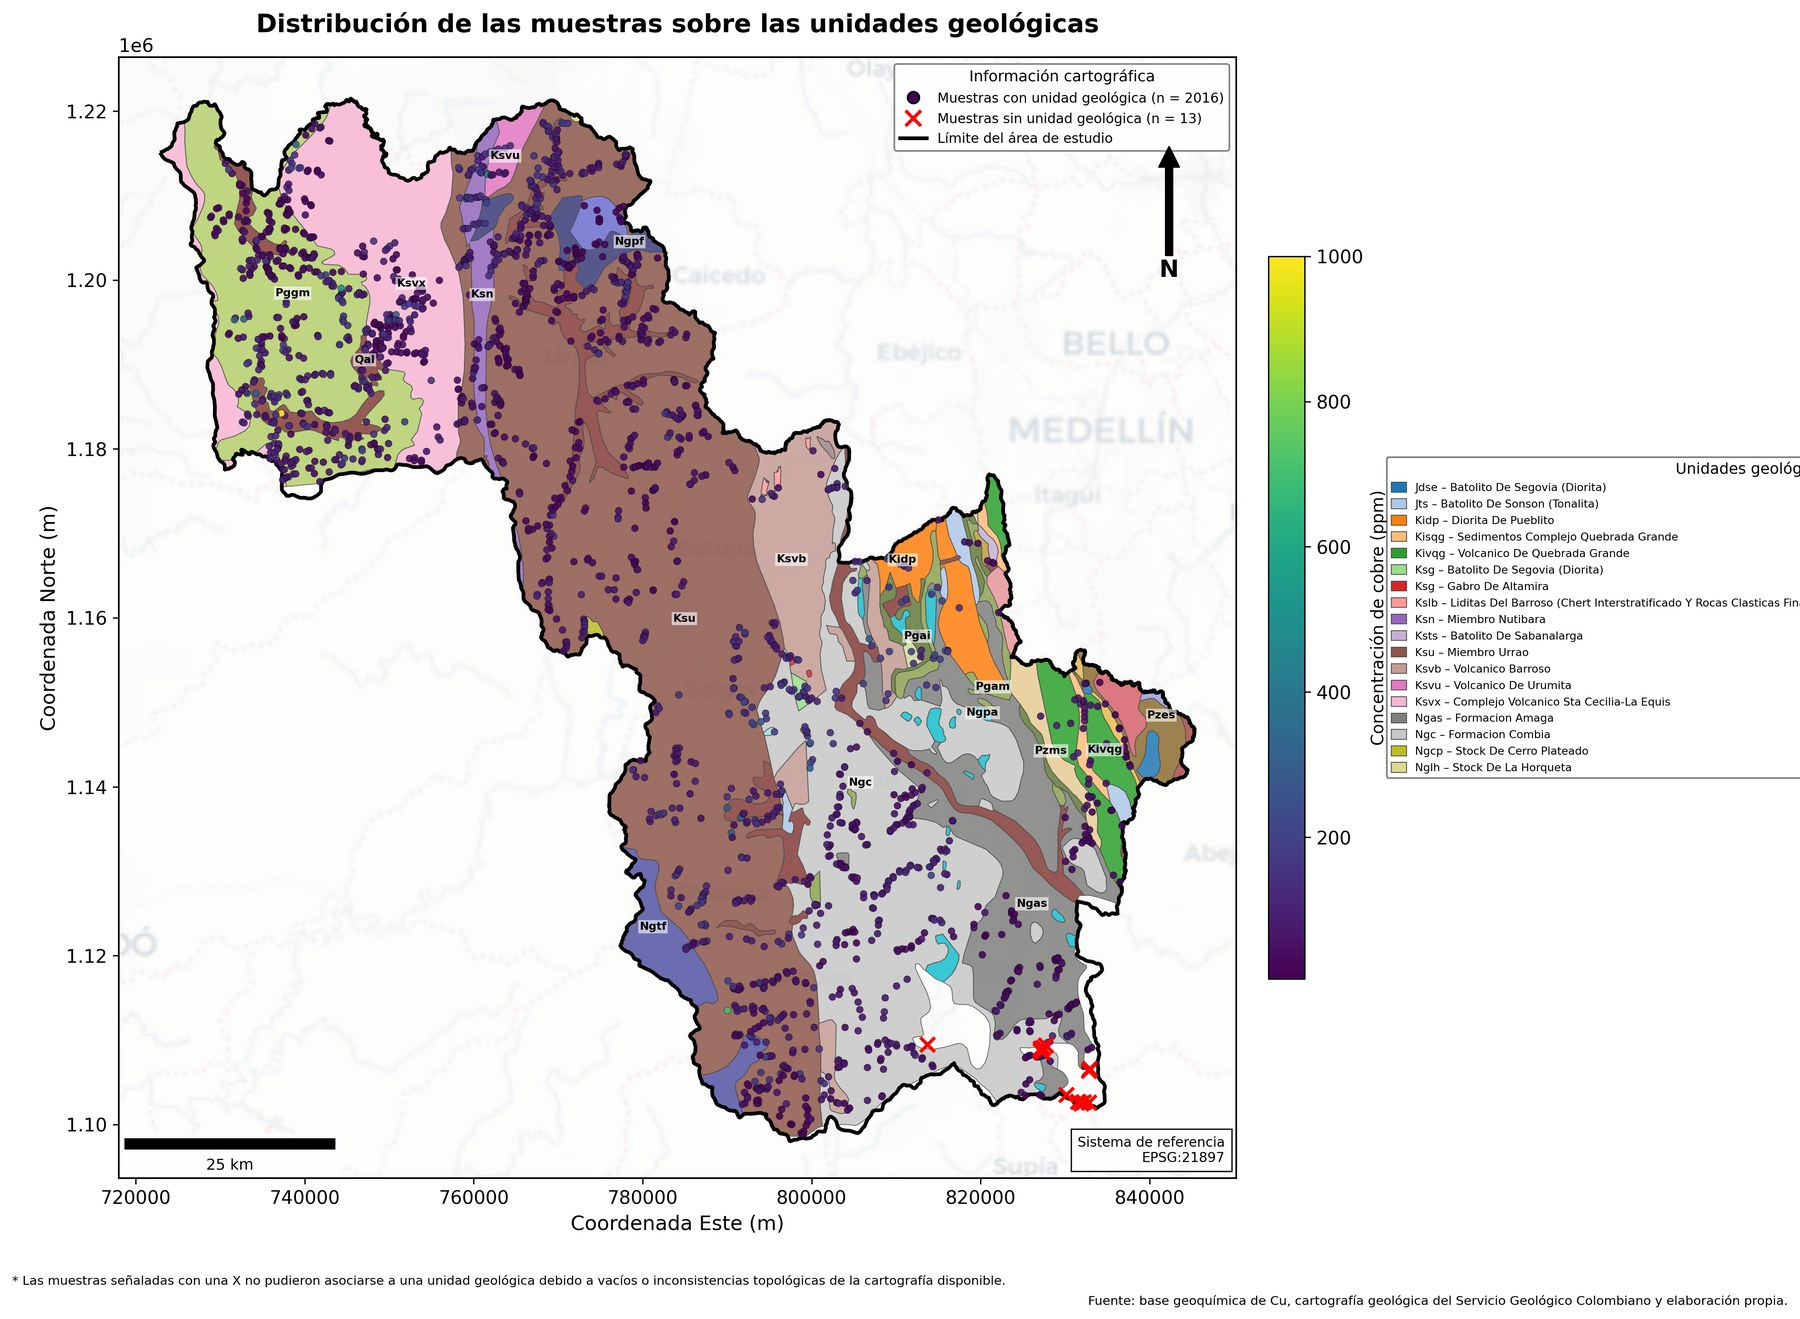 Distribución de las muestras sobre las unidades geológicas
1e6
Información cartográfica
Muestras con unidad geológica (n = 2016)
Muestras sin unidad geológica (n = 13)
Límite del área de estudio
N
1.22
1.20
1.18
1.16
1.14
1.12
1.10
Coordenada Norte (m)
720000
740000
760000
780000
800000
820000
840000
Coordenada Este (m)
Olay
Caicedo
Ebéjico
BELLO
MEDELLÍN
Itagüí
Abej
Supía
Ksvu
Ngpf
Ksvx
Pggm
Ksn
Qal
Ksvb
Kidp
Ksu
Pgai
Pgam
Ngpa
Pzes
Pzms
Kivqg
Ngc
Ngas
Ngtf
25 km
Sistema de referencia
EPSG:21897
1000
800
600
400
200
Concentración de cobre (ppm)
Unidades geológ
Jdse – Batolito De Segovia (Diorita)
Jts – Batolito De Sonson (Tonalita)
Kidp – Diorita De Pueblito
Kisqg – Sedimentos Complejo Quebrada Grande
Kivqg – Volcanico De Quebrada Grande
Ksg – Batolito De Segovia (Diorita)
Ksg – Gabro De Altamira
Kslb – Liditas Del Barroso (Chert Interstratificado Y Rocas Clasticas Fina
Ksn – Miembro Nutibara
Ksts – Batolito De Sabanalarga
Ksu – Miembro Urrao
Ksvb – Volcanico Barroso
Ksvu – Volcanico De Urumita
Ksvx – Complejo Volcanico Sta Cecilia-La Equis
Ngas – Formacion Amaga
Ngc – Formacion Combia
Ngcp – Stock De Cerro Plateado
Nglh – Stock De La Horqueta
* Las muestras señaladas con una X no pudieron asociarse a una unidad geológica debido a vacíos o inconsistencias topológicas de la cartografía disponible.
Fuente: base geoquímica de Cu, cartografía geológica del Servicio Geológico Colombiano y elaboración propia.